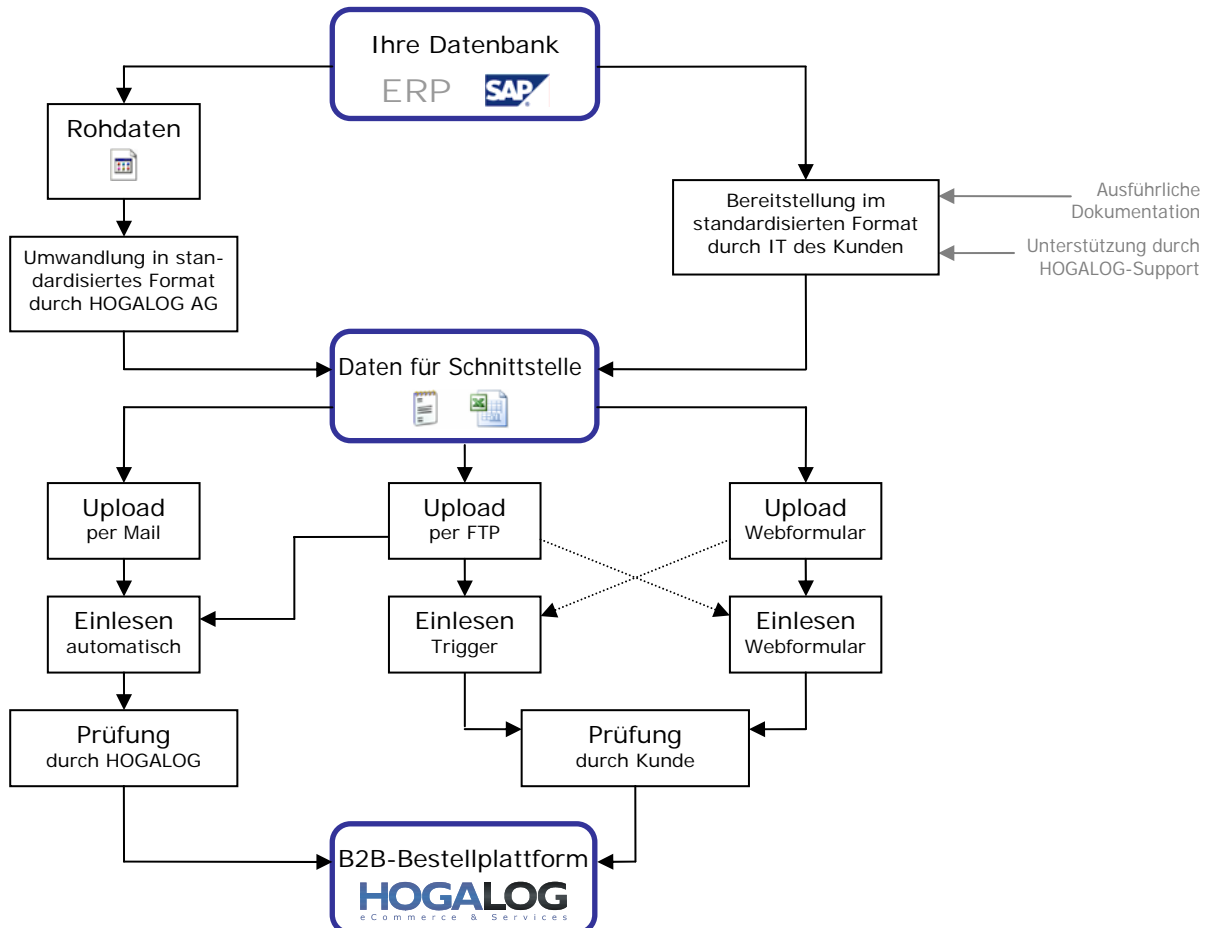 Ihre Datenbank
ERP SAP
Rohdaten
Umwandlung in stan-
dardisiertes Format
durch HOGALOG AG
Bereitstellung im
standardisierten Format
durch IT des Kunden
Ausführliche
Dokumentation
Unterstützung durch
HOGALOG-Support
Daten für Schnittstelle
Upload
per Mail
Upload
per FTP
Upload
Webformular
Einlesen
automatisch
Einlesen
Trigger
Einlesen
Webformular
Prüfung
durch HOGALOG
Prüfung
durch Kunde
B2B-Bestellplattform
HOGALOG
eCommerce & Services